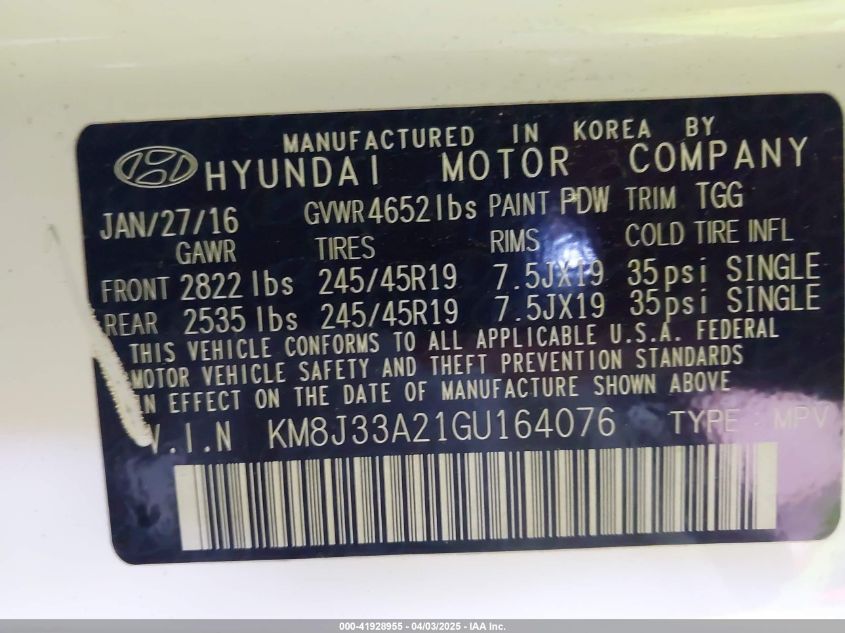 MANUFACTURED IN KOREA BY
HYUNDAI MOTOR COMPANY
JAN/27/16 GVWR 4652 lbs PAINT PDW TRIM TGG
GAWR TIRES RIMS COLD TIRE INFL
FRONT 2822 lbs 245/45R19 7.5JX19 35psi SINGLE
REAR 2535 lbs 245/45R19 7.5JX19 35psi SINGLE
THIS VEHICLE CONFORMS TO ALL APPLICABLE U.S.A. FEDERAL
MOTOR VEHICLE SAFETY AND THEFT PREVENTION STANDARDS
IN EFFECT ON THE DATE OF MANUFACTURE SHOWN ABOVE
V.I.N KM8J33A21GU164076 TYPE : MPV
000-41928955 - 04/03/2025 - IAA Inc.